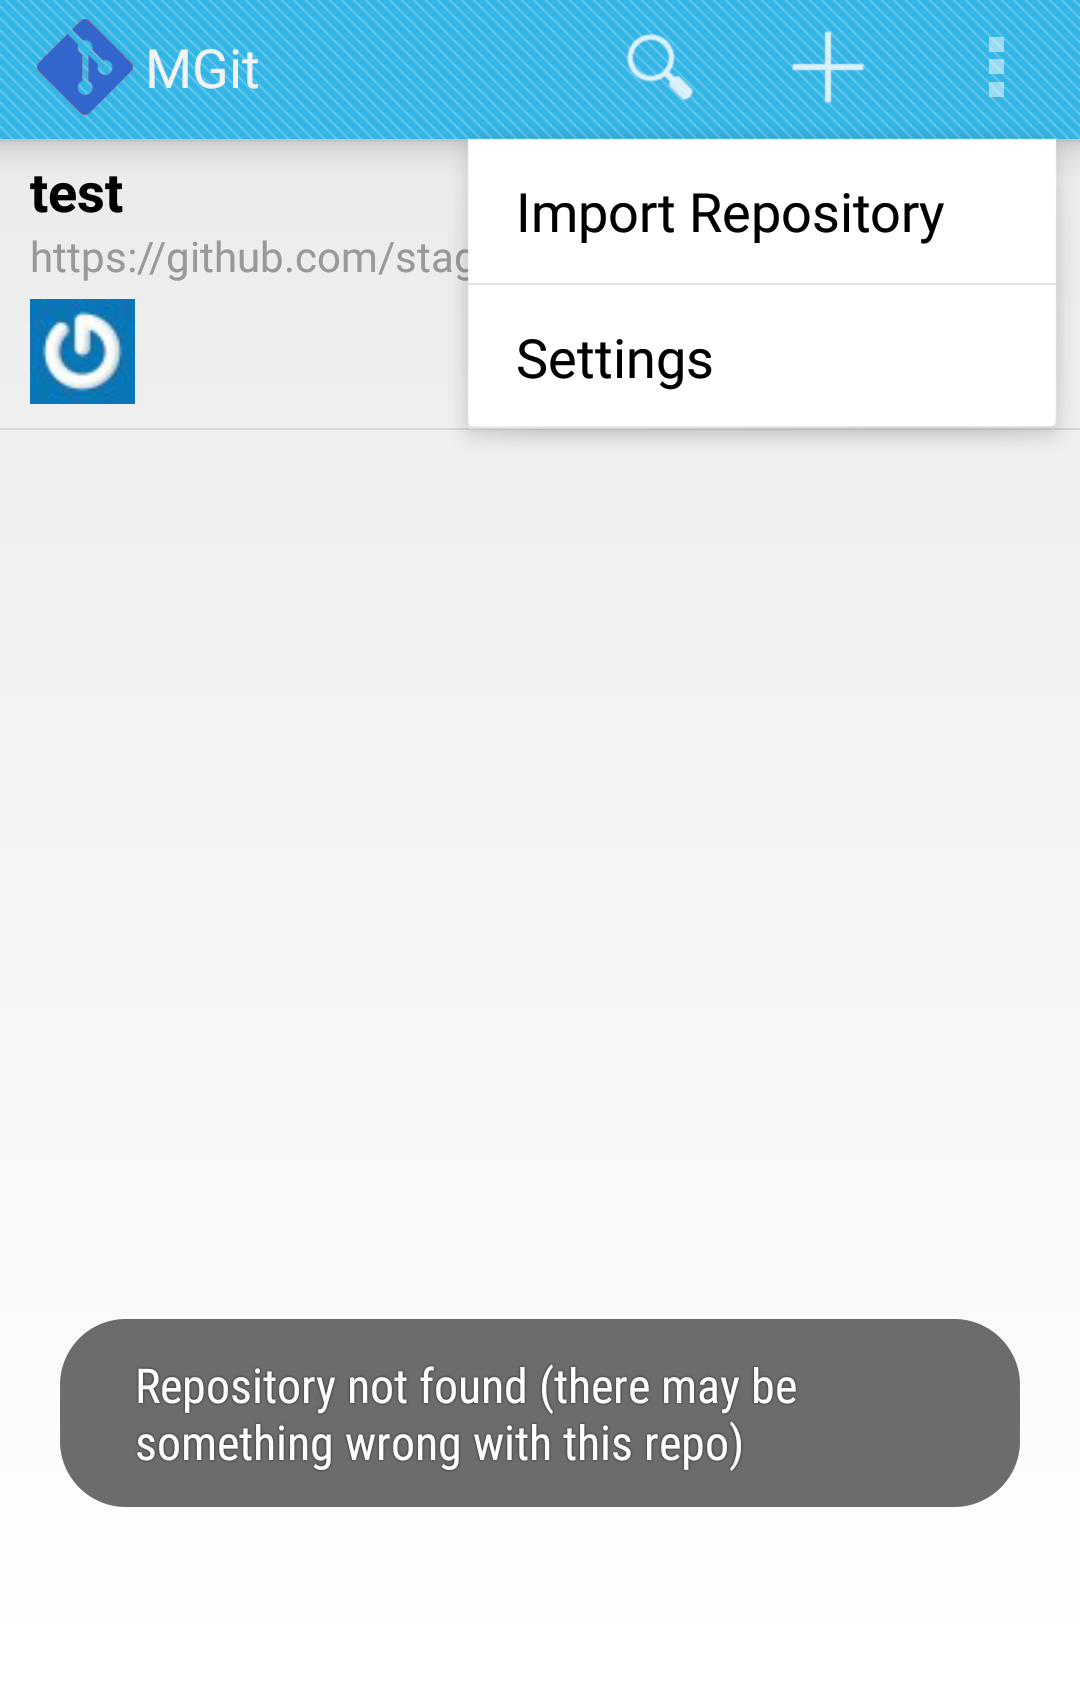 MGit
test
https://github.com/stag
Import Repository
Settings
Repository not found (there may be
something wrong with this repo)